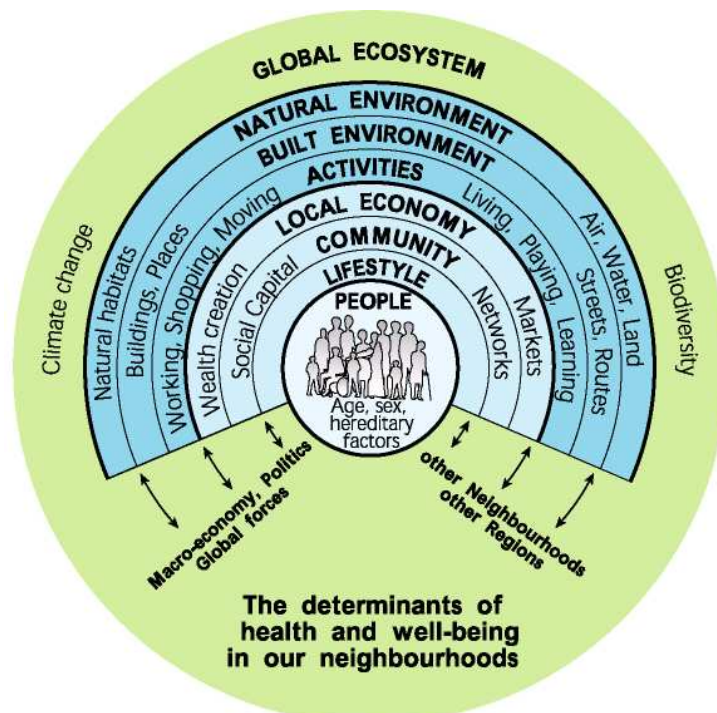 GLOBAL ECOSYSTEM
NATURAL ENVIRONMENT
BUILT ENVIRONMENT
ACTIVITIES
LOCAL ECONOMY
COMMUNITY
LIFESTYLE
PEOPLE
Age, sex,
hereditary
factors
Climate change
Natural habitats
Buildings, Places
Working, Shopping, Moving
Wealth creation
Social Capital
Networks
Markets
Living, Playing, Learning
Streets, Routes
Air, Water, Land
Biodiversity
Macro-economy, Politics
Global forces
other Neighbourhoods
other Regions
The determinants of
health and well-being
in our neighbourhoods